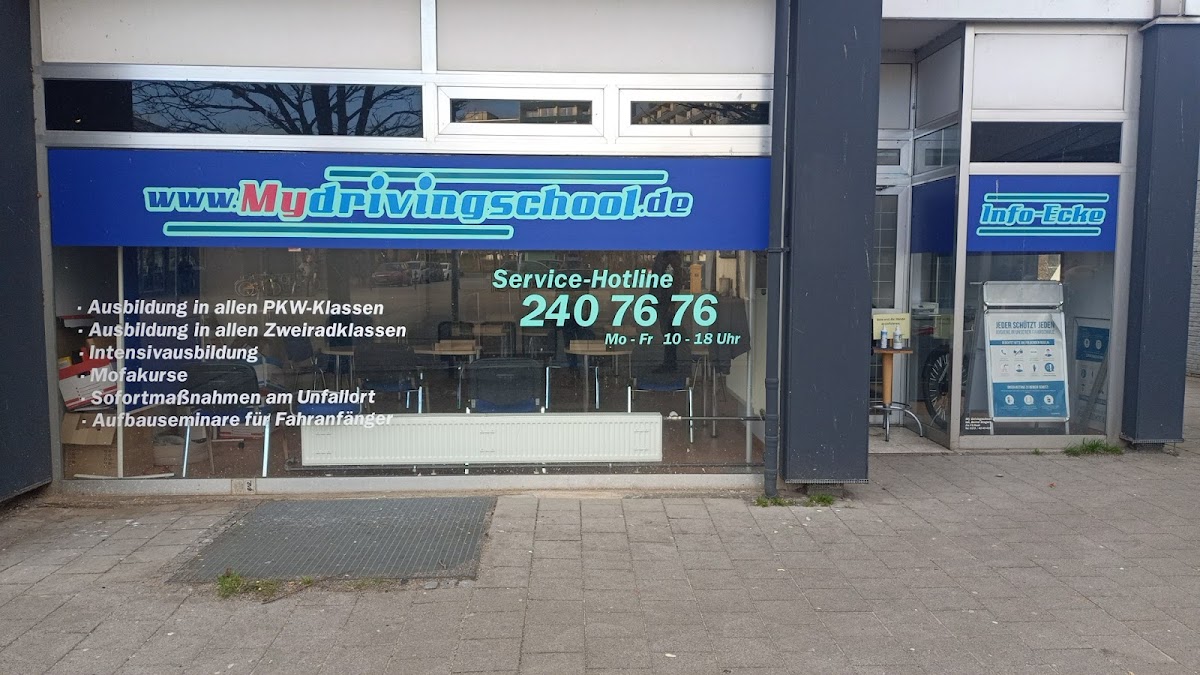 www.Mydrivingschool.de
Info-Ecke
Service-Hotline
240 76 76
Mo - Fr 10 - 18 Uhr
· Ausbildung in allen PKW-Klassen
· Ausbildung in allen Zweiradklassen
· Intensivausbildung
· Mofakurse
· Sofortmaßnahmen am Unfallort
· Aufbauseminare für Fahranfänger
JEDER SCHÜTZT JEDEN